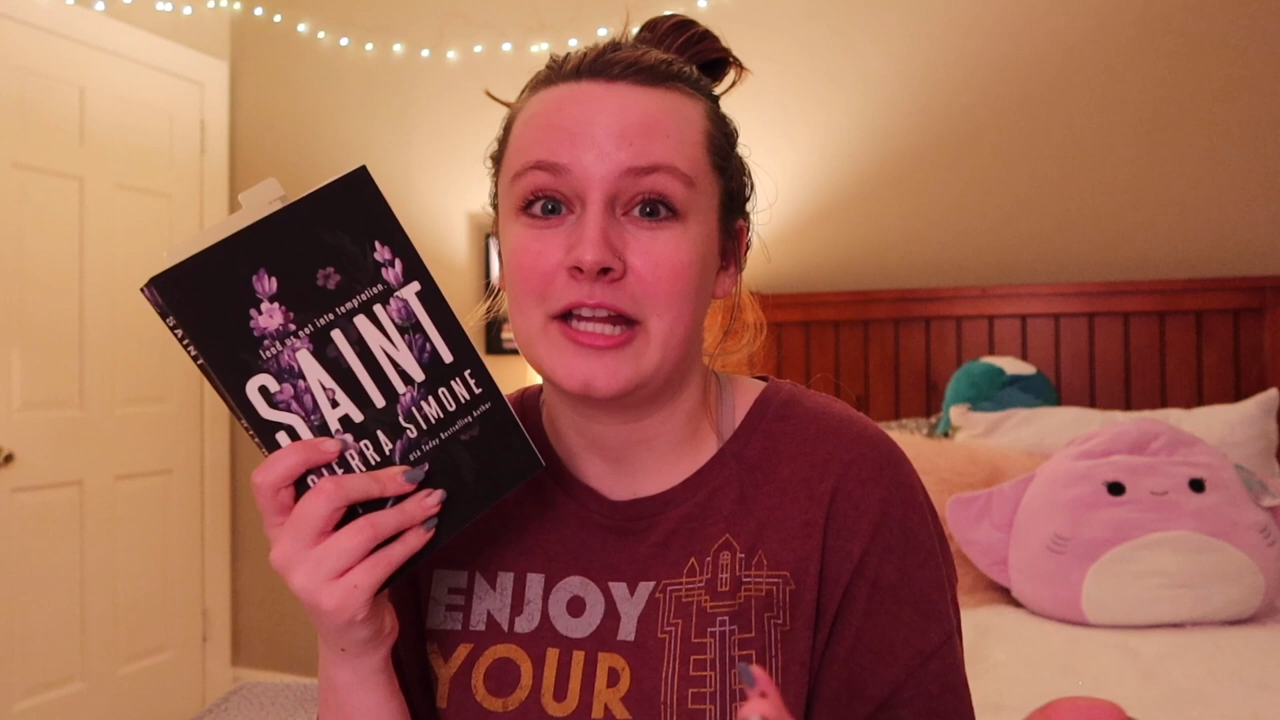 lead us not into temptation.
SAINT
SIERRA SIMONE
USA Today Bestselling Author
SAINT
ENJOY
YOUR